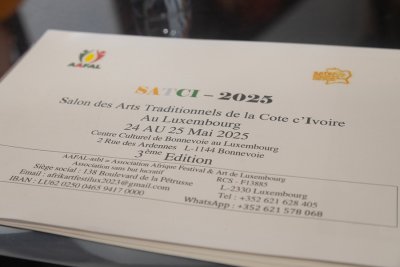 AAFAL
SATCI – 2025
Salon des Arts Traditionnels de la Cote c'Ivoire
Au Luxembourg
24 AU 25 Mai 2025
Centre Culturel de Bonnevoie au Luxembourg
2 Rue des Ardennes L-1144 Bonnevoie
3ème Edition
AAFAL-asbl » Association Afrique Festival & Art de Luxembourg
Association sans but lucratif
RCS - F13885
Siège social : 138 Boulevard de la Pétrusse
L-2330 Luxembourg
Email : afrikartfestilux2023@gmail.com
Tel : +352 621 628 405
IBAN - LU62 0250 0465 9417 0000
WhatsApp : +352 621 578 068